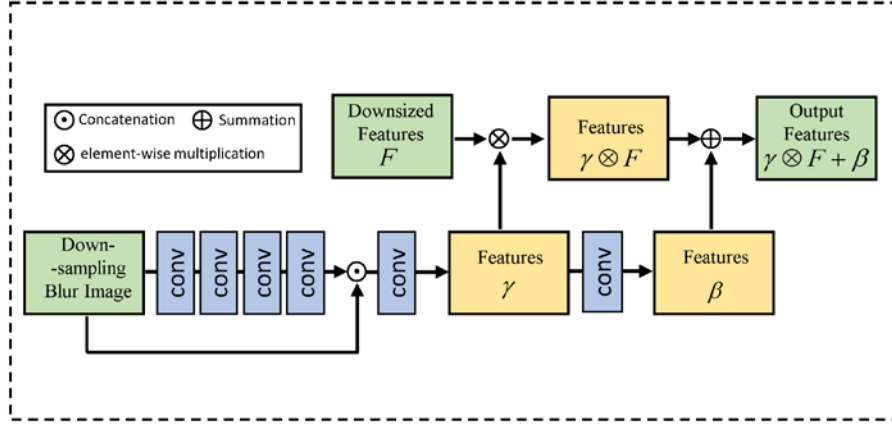 ⊙ Concatenation ⊕ Summation
⊗ element-wise multiplication
Downsized
Features
F
Features
γ ⊗ F
Output
Features
γ ⊗ F + β
Down-
-sampling
Blur Image
conv
conv
conv
conv
conv
Features
γ
conv
Features
β